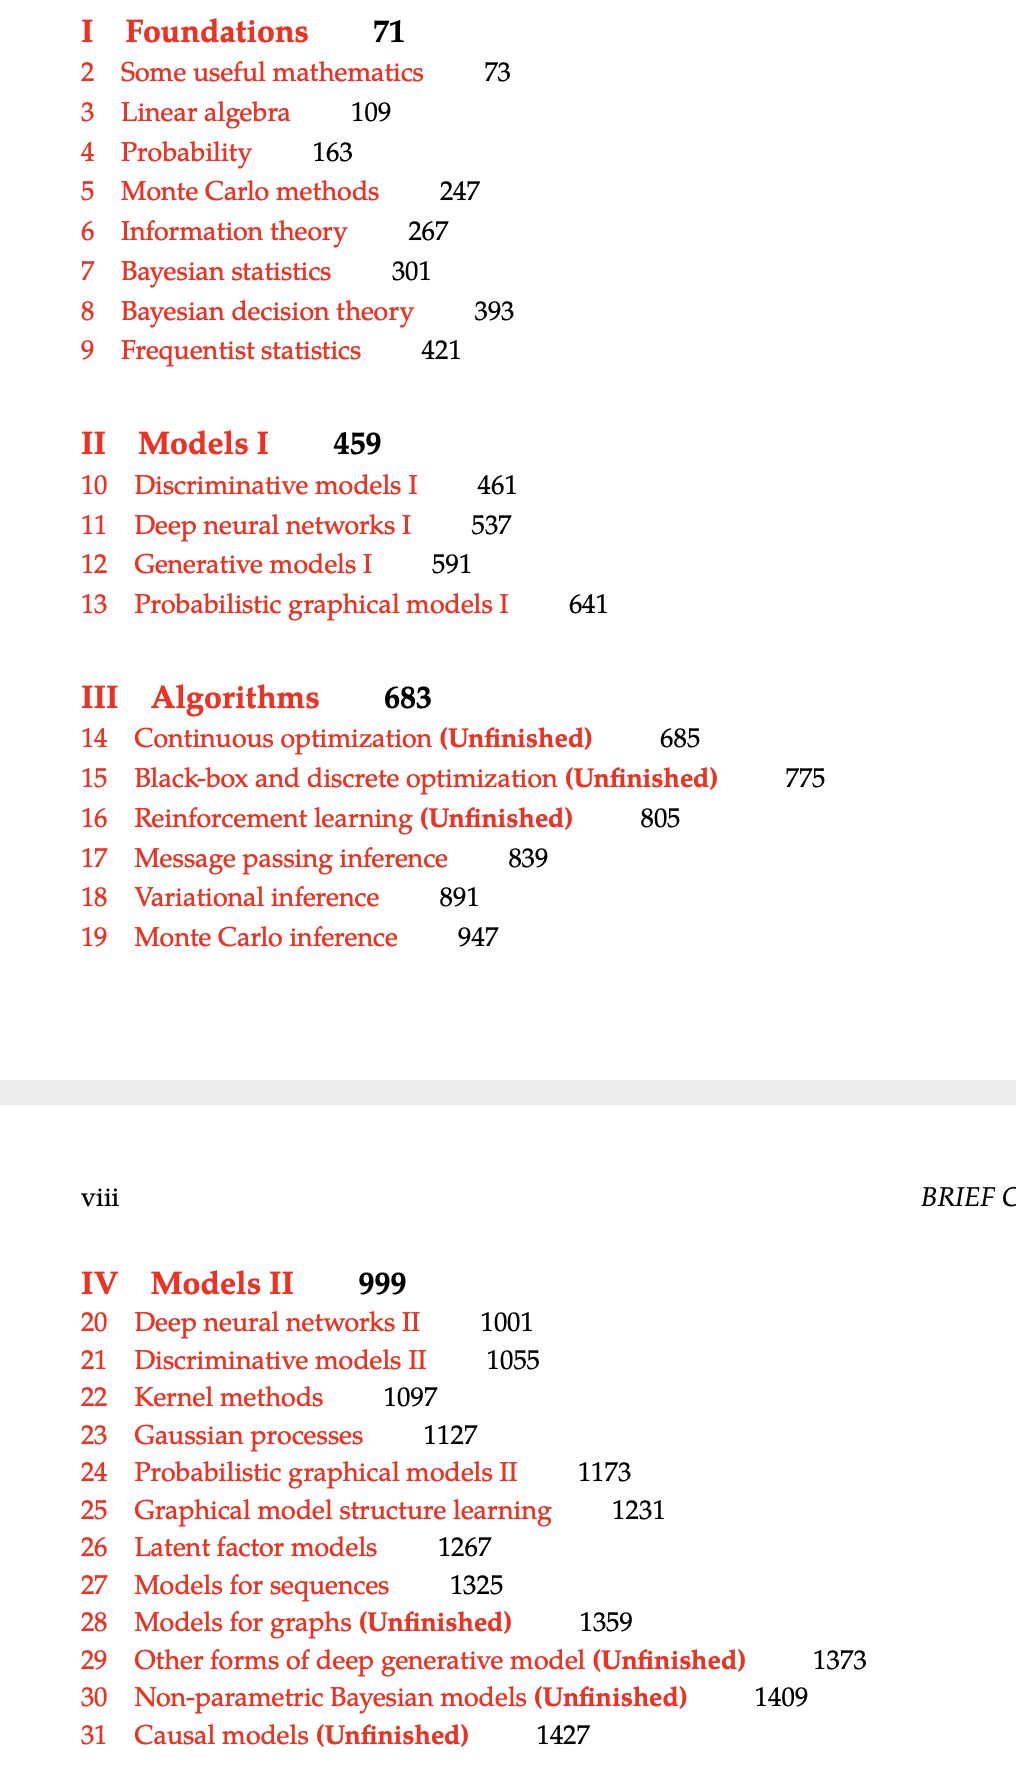 I Foundations 71
2 Some useful mathematics 73
3 Linear algebra 109
4 Probability 163
5 Monte Carlo methods 247
6 Information theory 267
7 Bayesian statistics 301
8 Bayesian decision theory 393
9 Frequentist statistics 421
II Models I 459
10 Discriminative models I 461
11 Deep neural networks I 537
12 Generative models I 591
13 Probabilistic graphical models I 641
III Algorithms 683
14 Continuous optimization (Unfinished) 685
15 Black-box and discrete optimization (Unfinished) 775
16 Reinforcement learning (Unfinished) 805
17 Message passing inference 839
18 Variational inference 891
19 Monte Carlo inference 947
viii BRIEF C
IV Models II 999
20 Deep neural networks II 1001
21 Discriminative models II 1055
22 Kernel methods 1097
23 Gaussian processes 1127
24 Probabilistic graphical models II 1173
25 Graphical model structure learning 1231
26 Latent factor models 1267
27 Models for sequences 1325
28 Models for graphs (Unfinished) 1359
29 Other forms of deep generative model (Unfinished) 1373
30 Non-parametric Bayesian models (Unfinished) 1409
31 Causal models (Unfinished) 1427